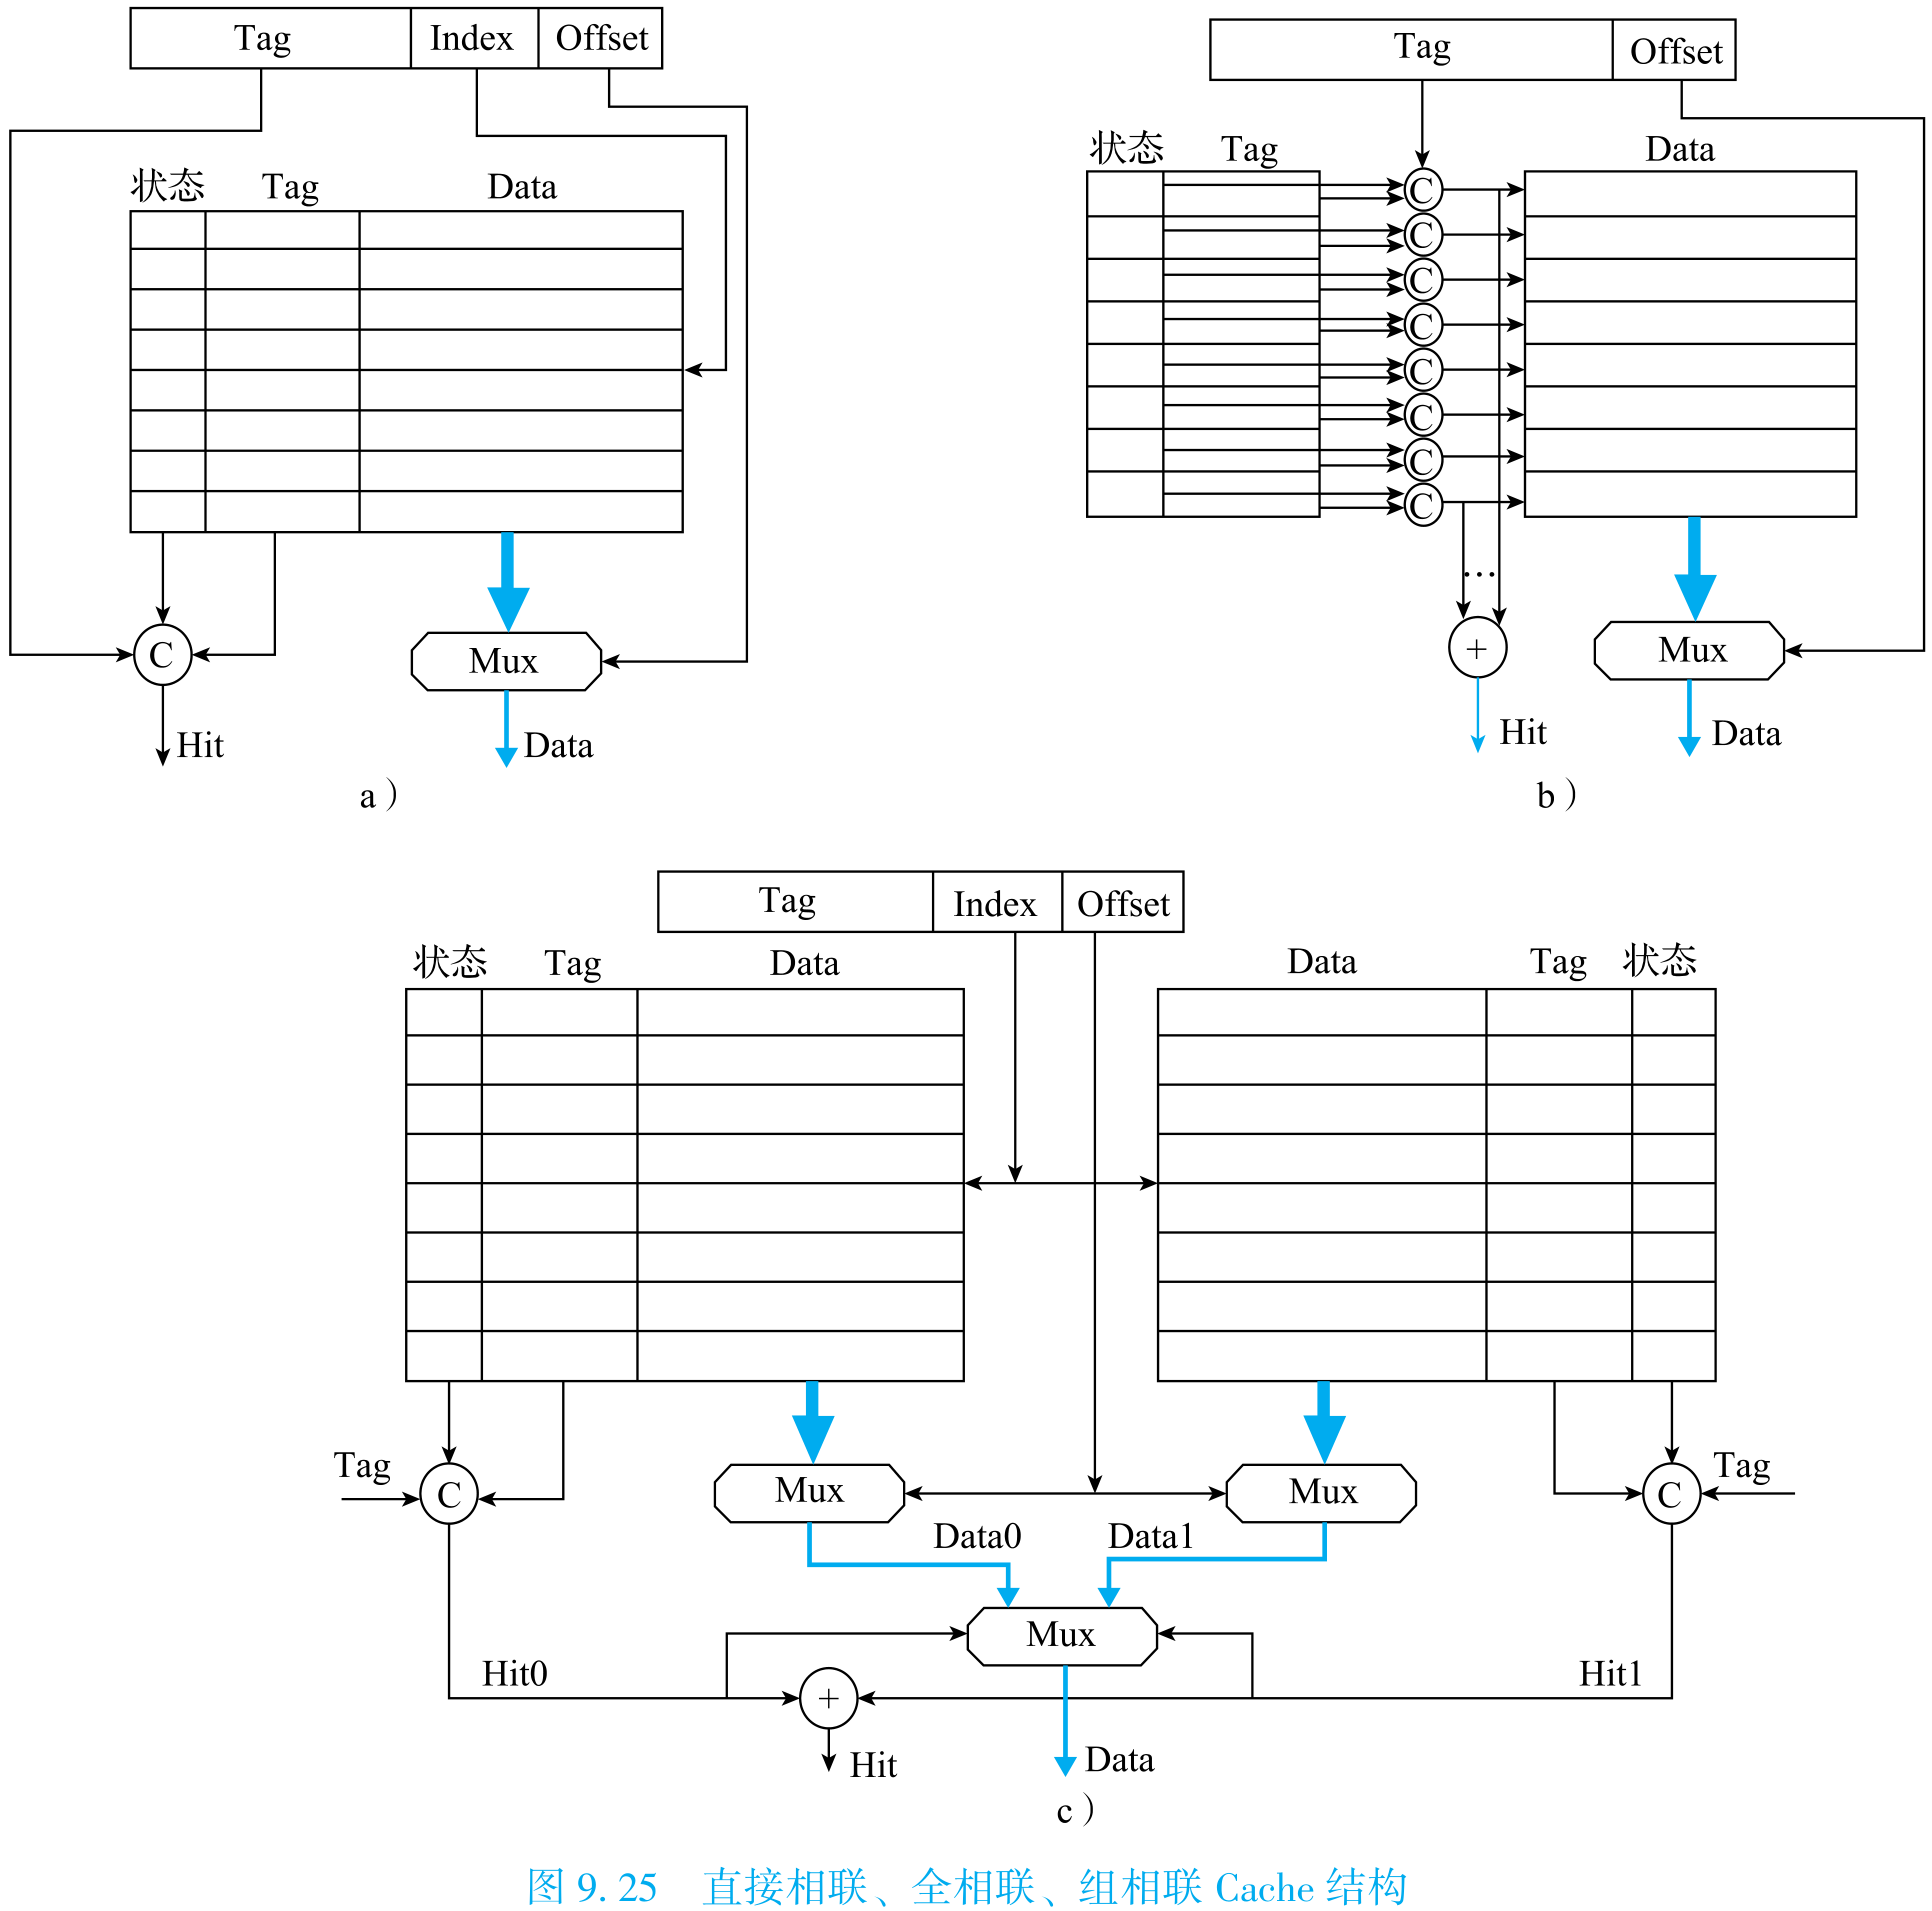 Tag Index Offset
状态 Tag Data
C
Mux
Hit
Data
a）
Tag Offset
状态 Tag Data
C
C
C
C
C
C
C
C
…
+
Mux
Hit
Data
b）
Tag Index Offset
状态 Tag Data
Data Tag 状态
Tag
C
Mux
Mux
C
Tag
Data0
Data1
Mux
Hit0
+
Hit1
Hit
Data
c）
图 9.25 直接相联、全相联、组相联 Cache 结构